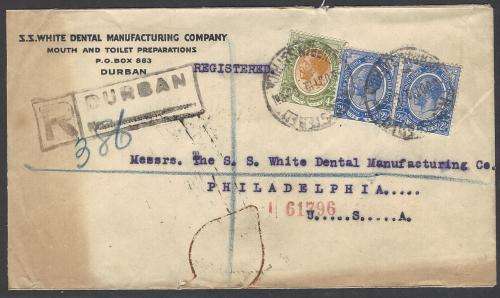 S.S.WHITE DENTAL MANUFACTURING COMPANY
MOUTH AND TOILET PREPARATIONS
P.O.BOX 883
DURBAN
REGISTERED.
R DURBAN
386
Messrs. The S. S. White Dental Manufacturing Co.
PHILADELPHIA.....
61796
U. S. A.